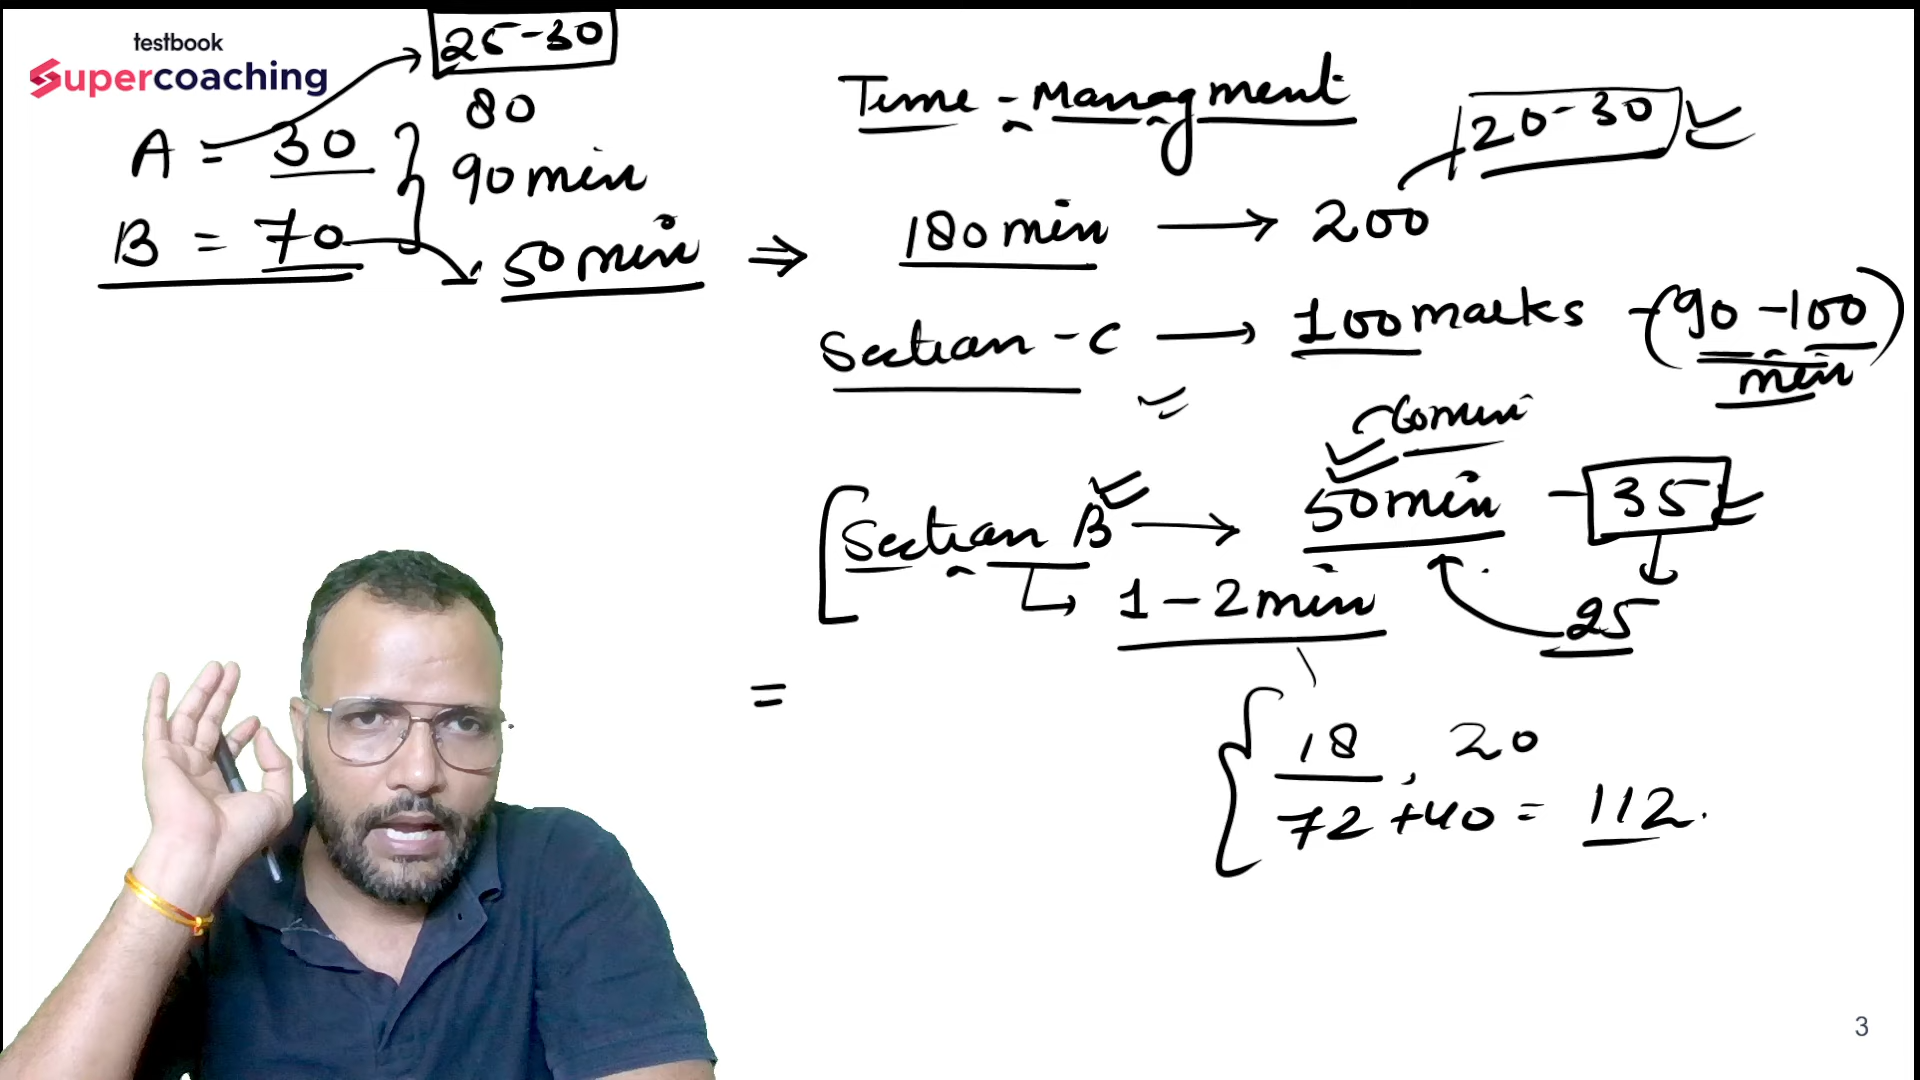 testbook
Supercoaching
25-30
80
A = 30 } 90 min
B = 70
50 min ⇒
Time - Managment
20-30
180 min → 200
Section - C → 100 marks - (90 - 100)
min
60 min
Section B → 50 min - 35
1 - 2 min
25
=
18, 20
72 + 40 = 112.
3